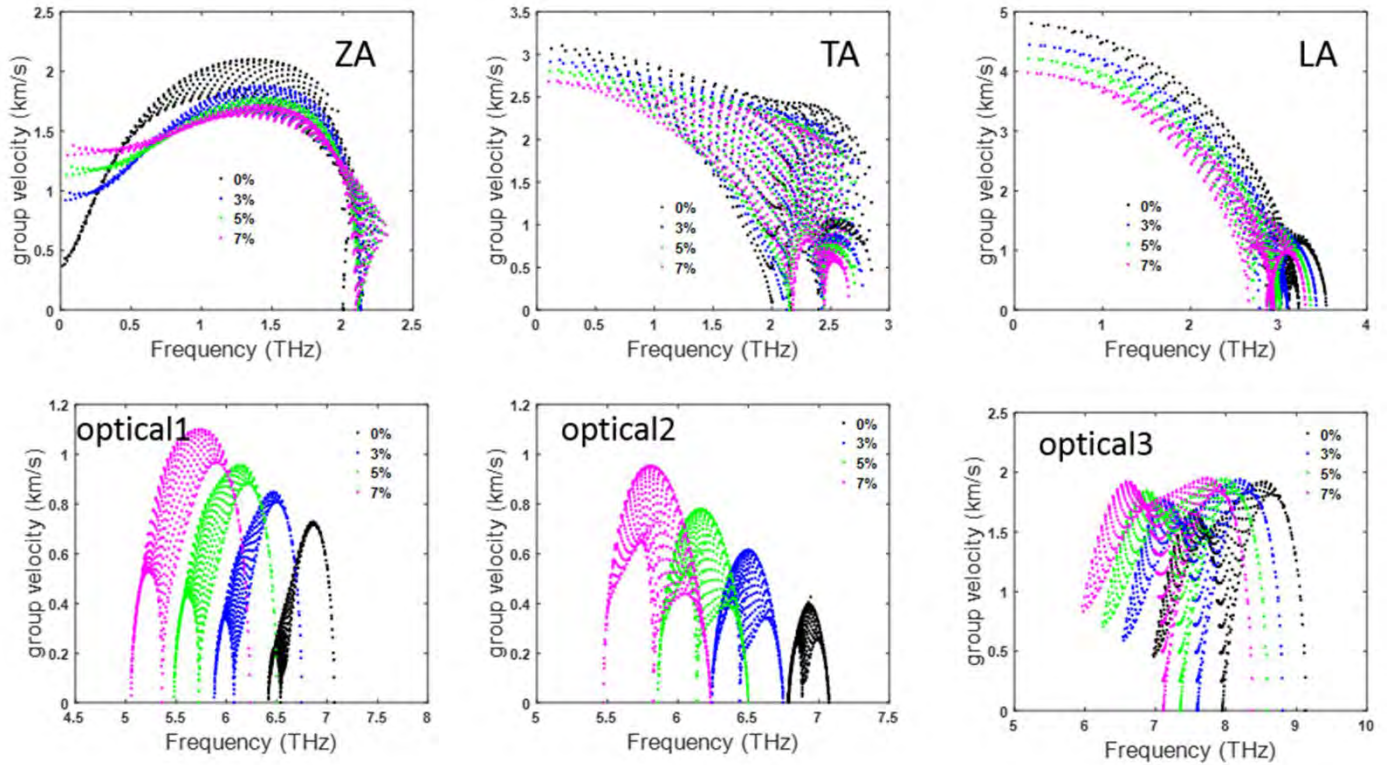 ZA
group velocity (km/s)
2.5
2
1.5
1
0.5
0
0%
3%
5%
7%
0 0.5 1 1.5 2 2.5
Frequency (THz)
TA
group velocity (km/s)
3.5
3
2.5
2
1.5
1
0.5
0
0%
3%
5%
7%
0 0.5 1 1.5 2 2.5 3
Frequency (THz)
LA
group velocity (km/s)
5
4
3
2
1
0
0%
3%
5%
7%
0 1 2 3 4
Frequency (THz)
optical1
group velocity (km/s)
1.2
1
0.8
0.6
0.4
0.2
0
0%
3%
5%
7%
4.5 5 5.5 6 6.5 7 7.5 8
Frequency (THz)
optical2
group velocity (km/s)
1.2
1
0.8
0.6
0.4
0.2
0
0%
3%
5%
7%
5 5.5 6 6.5 7 7.5
Frequency (THz)
optical3
group velocity (km/s)
2.5
2
1.5
1
0.5
0
0%
3%
5%
7%
5 6 7 8 9 10
Frequency (THz)